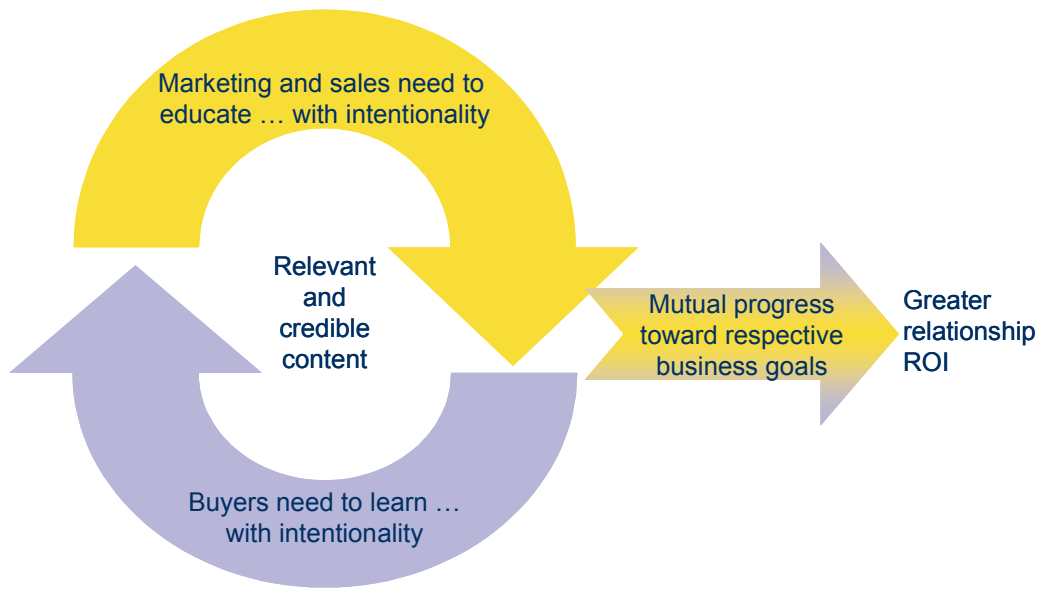 Marketing and sales need to
educate … with intentionality
Relevant
and
credible
content
Mutual progress
toward respective
business goals
Greater
relationship
ROI
Buyers need to learn …
with intentionality